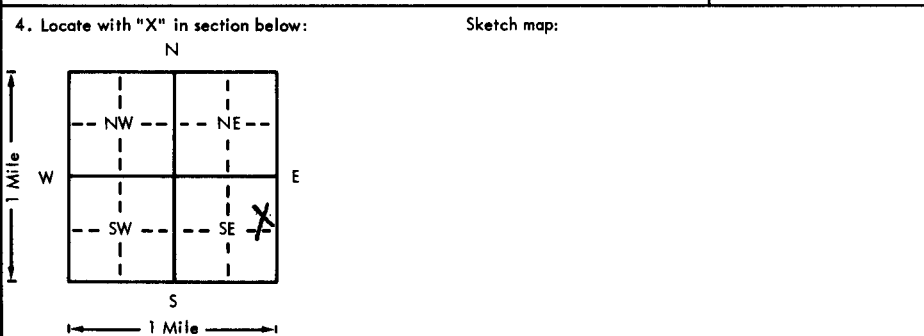 4. Locate with "X" in section below:
Sketch map:
N
NW
NE
1 Mile
W
E
X
SW
SE
S
1 Mile